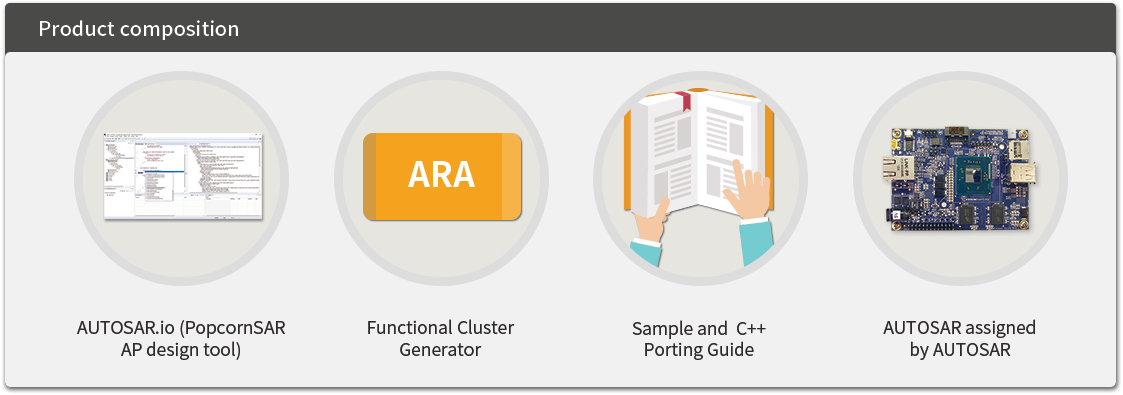 Product composition
ARA
AUTOSAR.io (PopcornSAR
AP design tool)
Functional Cluster
Generator
Sample and C++
Porting Guide
AUTOSAR assigned
by AUTOSAR